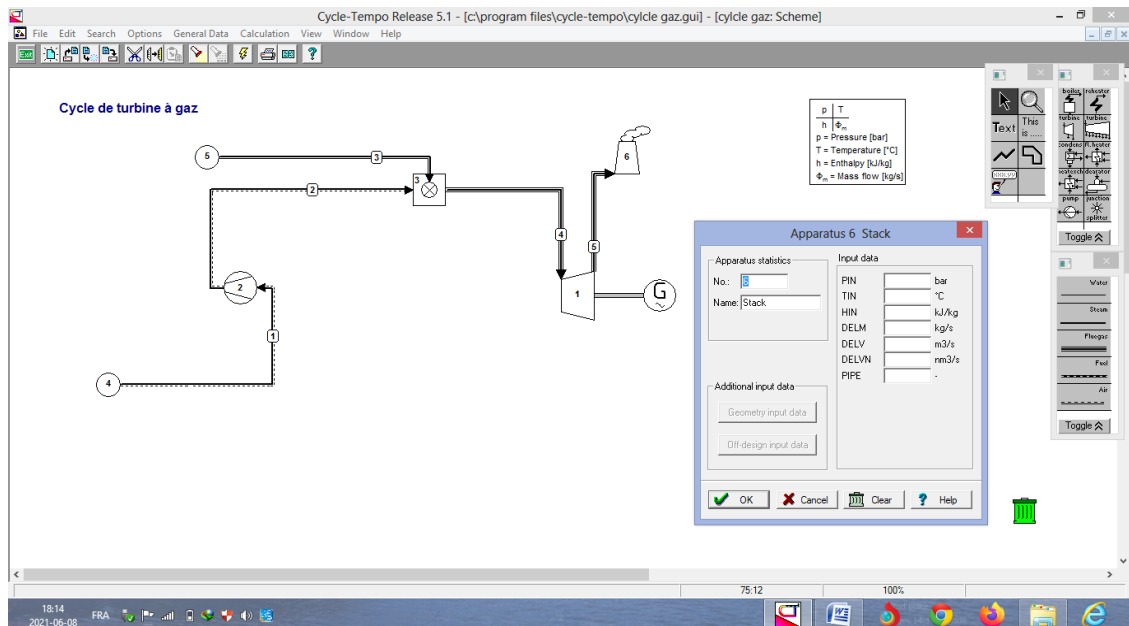 Cycle-Tempo Release 5.1 - [c:\program files\cycle-tempo\cylcle gaz.gui] - [cylcle gaz: Scheme]
File Edit Search Options General Data Calculation View Window Help
Exit
Cycle de turbine à gaz
p T
h Φm
p = Pressure [bar]
T = Temperature [°C]
h = Enthalpy [kJ/kg]
Φm = Mass flow [kg/s]
5
3
3
6
2
4
5
2
1
G
1
4
Apparatus 6 Stack
Apparatus statistics
No.: 6
Name: Stack
Additional input data
Geometry input data
Off-design input data
Input data
PIN bar
TIN °C
HIN kJ/kg
DELM kg/s
DELV m3/s
DELVN nm3/s
PIPE -
OK Cancel Clear Help
Text This is .....
boiler reheater
turbine turbine
condens fl.heater
heatexch deaerator
pump junction
splitter
Toggle
Water
Steam
Fluegas
Fuel
Air
Toggle
75:12 100%
18:14
2021-06-08
FRA